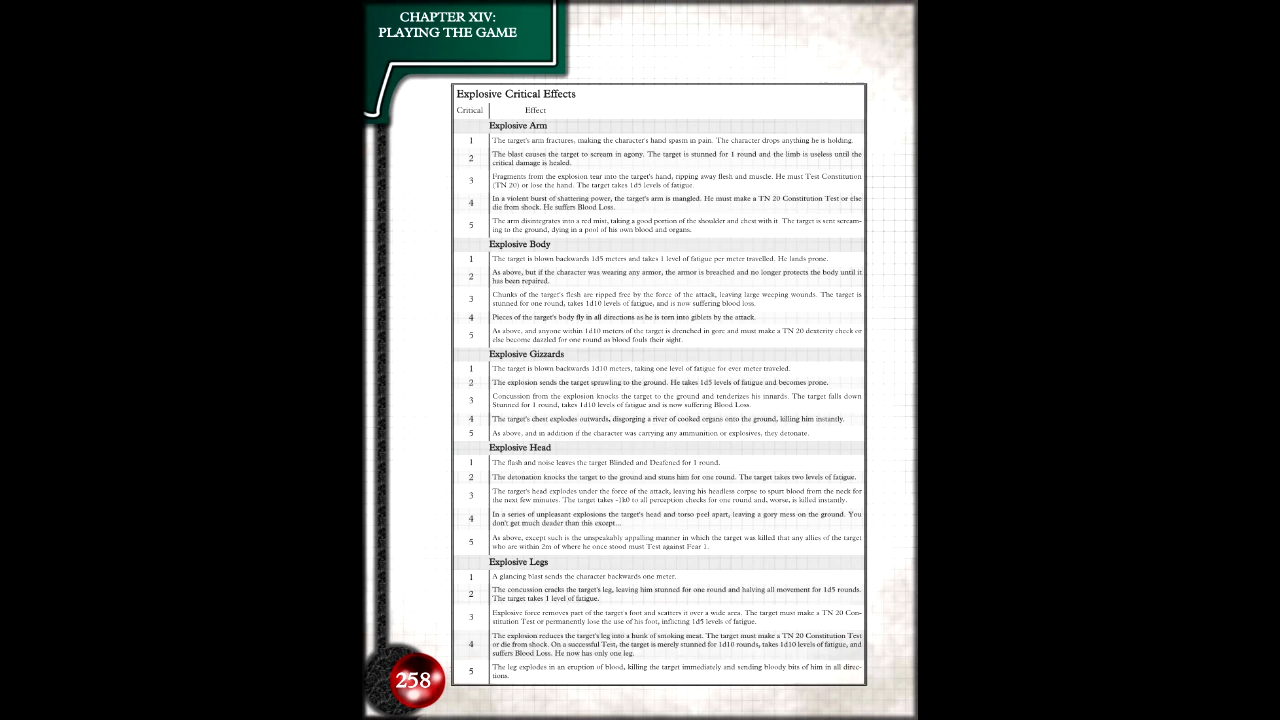 CHAPTER XIV:
PLAYING THE GAME
Explosive Critical Effects
Critical Effect
Explosive Arm
1 The target's arm fractures, making the character's hand spasm in pain. The character drops anything he is holding.
2 The blast causes the target to scream in agony. The target is stunned for 1 round and the limb is useless until the
critical damage is healed.
3 Fragments from the explosion tear into the target's hand, ripping away flesh and muscle. He must Test Constitution
(TN 20) or lose the hand. The target takes 1d5 levels of fatigue.
4 In a violent burst of shattering power, the target's arm is mangled. He must make a TN 20 Constitution Test or else
die from shock. He suffers Blood Loss.
5 The arm disintegrates into a red mist, taking a good portion of the shoulder and chest with it. The target is sent scream-
ing to the ground, dying in a pool of his own blood and organs.
Explosive Body
1 The target is blown backwards 1d5 meters and takes 1 level of fatigue per meter travelled. He lands prone.
2 As above, but if the character was wearing any armor, the armor is breached and no longer protects the body until it
has been repaired.
3 Chunks of the target's flesh are ripped free by the force of the attack, leaving large weeping wounds. The target is
stunned for one round, takes 1d10 levels of fatigue, and is now suffering blood loss.
4 Pieces of the target's body fly in all directions as he is torn into giblets by the attack.
5 As above, and anyone within 1d10 meters of the target is drenched in gore and must make a TN 20 dexterity check or
else become dazzled for one round as blood fouls their sight.
Explosive Gizzards
1 The target is blown backwards 1d10 meters, taking one level of fatigue for ever meter traveled.
2 The explosion sends the target sprawling to the ground. He takes 1d5 levels of fatigue and becomes prone.
3 Concussion from the explosion knocks the target to the ground and tenderizes his innards. The target falls down
Stunned for 1 round, takes 1d10 levels of fatigue and is now suffering Blood Loss.
4 The target's chest explodes outwards, disgorging a river of cooked organs onto the ground, killing him instantly.
5 As above, and in addition if the character was carrying any ammunition or explosives, they detonate.
Explosive Head
1 The flash and noise leaves the target Blinded and Deafened for 1 round.
2 The detonation knocks the target to the ground and stuns him for one round. The target takes two levels of fatigue.
3 The target's head explodes under the force of the attack, leaving his headless corpse to spurt blood from the neck for
the next few minutes. The target takes -1k0 to all perception checks for one round and, worse, is killed instantly.
4 In a series of unpleasant explosions the target's head and torso peel apart, leaving a gory mess on the ground. You
don't get much deader than this except...
5 As above, except such is the unspeakably appalling manner in which the target was killed that any allies of the target
who are within 2m of where he once stood must Test against Fear 1.
Explosive Legs
1 A glancing blast sends the character backwards one meter.
2 The concussion cracks the target's leg, leaving him stunned for one round and halving all movement for 1d5 rounds.
The target takes 1 level of fatigue.
3 Explosive force removes part of the target's foot and scatters it over a wide area. The target must make a TN 20 Con-
stitution Test or permanently lose the use of his foot, inflicting 1d5 levels of fatigue.
4 The explosion reduces the target's leg into a hunk of smoking meat. The target must make a TN 20 Constitution Test
or die from shock. On a successful Test, the target is merely stunned for 1d10 rounds, takes 1d10 levels of fatigue, and
suffers Blood Loss. He now has only one leg.
5 The leg explodes in an eruption of blood, killing the target immediately and sending bloody bits of him in all direc-
tions.
258